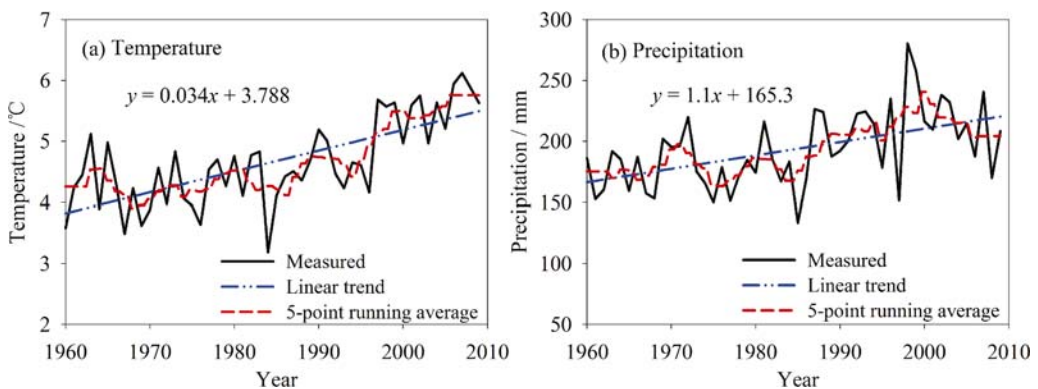 (a) Temperature
y = 0.034x + 3.788
Temperature /℃
7
6
5
4
3
2
Measured
Linear trend
5-point running average
1960 1970 1980 1990 2000 2010
Year
(b) Precipitation
y = 1.1x + 165.3
Precipitation / mm
300
250
200
150
100
50
Measured
Linear trend
5-point running average
1960 1970 1980 1990 2000 2010
Year